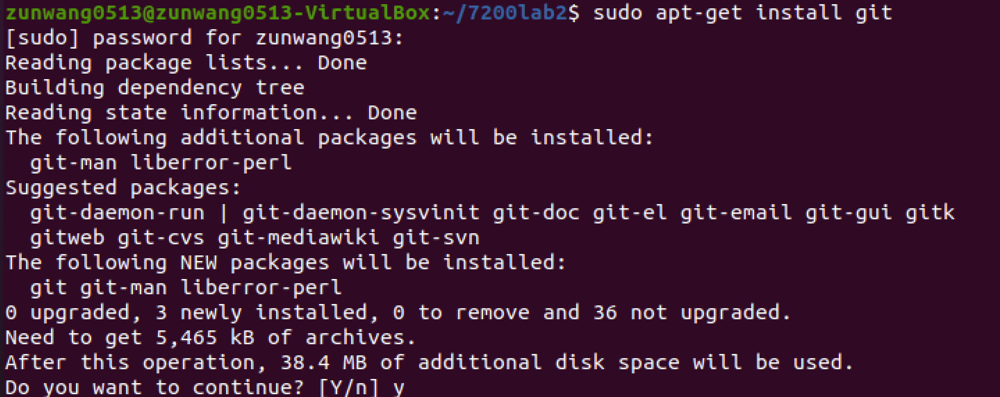 zunwang0513@zunwang0513-VirtualBox:~/7200lab2$ sudo apt-get install git
[sudo] password for zunwang0513:
Reading package lists... Done
Building dependency tree
Reading state information... Done
The following additional packages will be installed:
  git-man liberror-perl
Suggested packages:
  git-daemon-run | git-daemon-sysvinit git-doc git-el git-email git-gui gitk
  gitweb git-cvs git-mediawiki git-svn
The following NEW packages will be installed:
  git git-man liberror-perl
0 upgraded, 3 newly installed, 0 to remove and 36 not upgraded.
Need to get 5,465 kB of archives.
After this operation, 38.4 MB of additional disk space will be used.
Do you want to continue? [Y/n] y